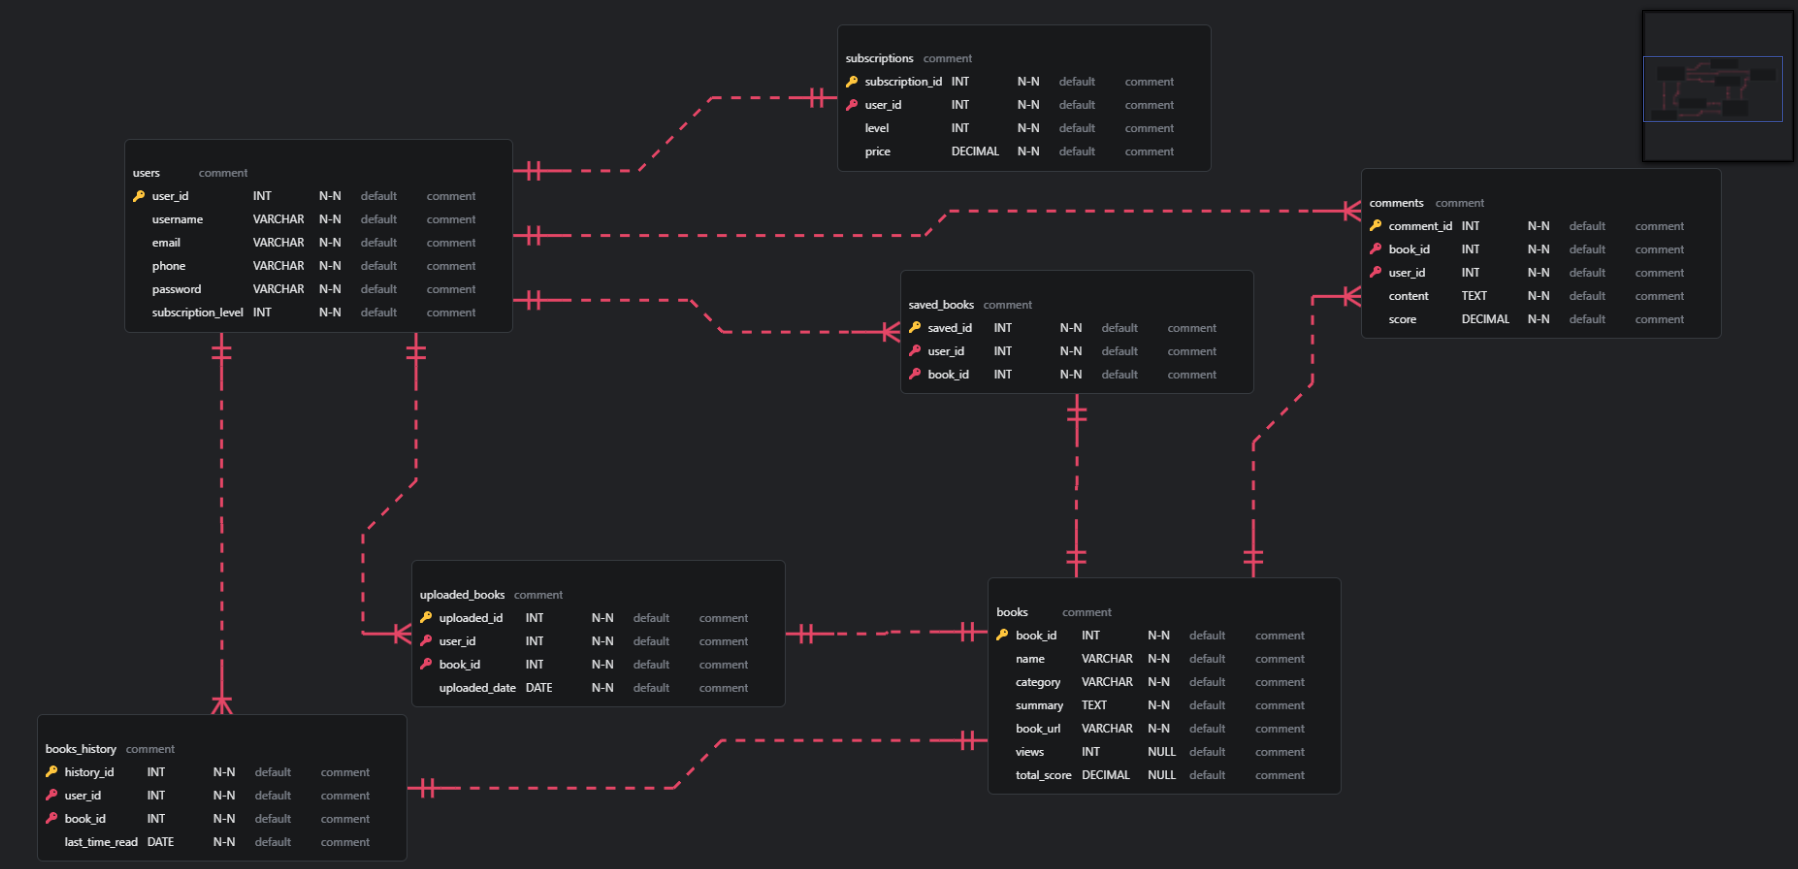 subscriptions comment
subscription_id INT N-N default comment
user_id INT N-N default comment
level INT N-N default comment
price DECIMAL N-N default comment
users comment
user_id INT N-N default comment
username VARCHAR N-N default comment
email VARCHAR N-N default comment
phone VARCHAR N-N default comment
password VARCHAR N-N default comment
subscription_level INT N-N default comment
comments comment
comment_id INT N-N default comment
book_id INT N-N default comment
user_id INT N-N default comment
content TEXT N-N default comment
score DECIMAL N-N default comment
saved_books comment
saved_id INT N-N default comment
user_id INT N-N default comment
book_id INT N-N default comment
uploaded_books comment
uploaded_id INT N-N default comment
user_id INT N-N default comment
book_id INT N-N default comment
uploaded_date DATE N-N default comment
books comment
book_id INT N-N default comment
name VARCHAR N-N default comment
category VARCHAR N-N default comment
summary TEXT N-N default comment
book_url VARCHAR N-N default comment
views INT NULL default comment
total_score DECIMAL NULL default comment
books_history comment
history_id INT N-N default comment
user_id INT N-N default comment
book_id INT N-N default comment
last_time_read DATE N-N default comment